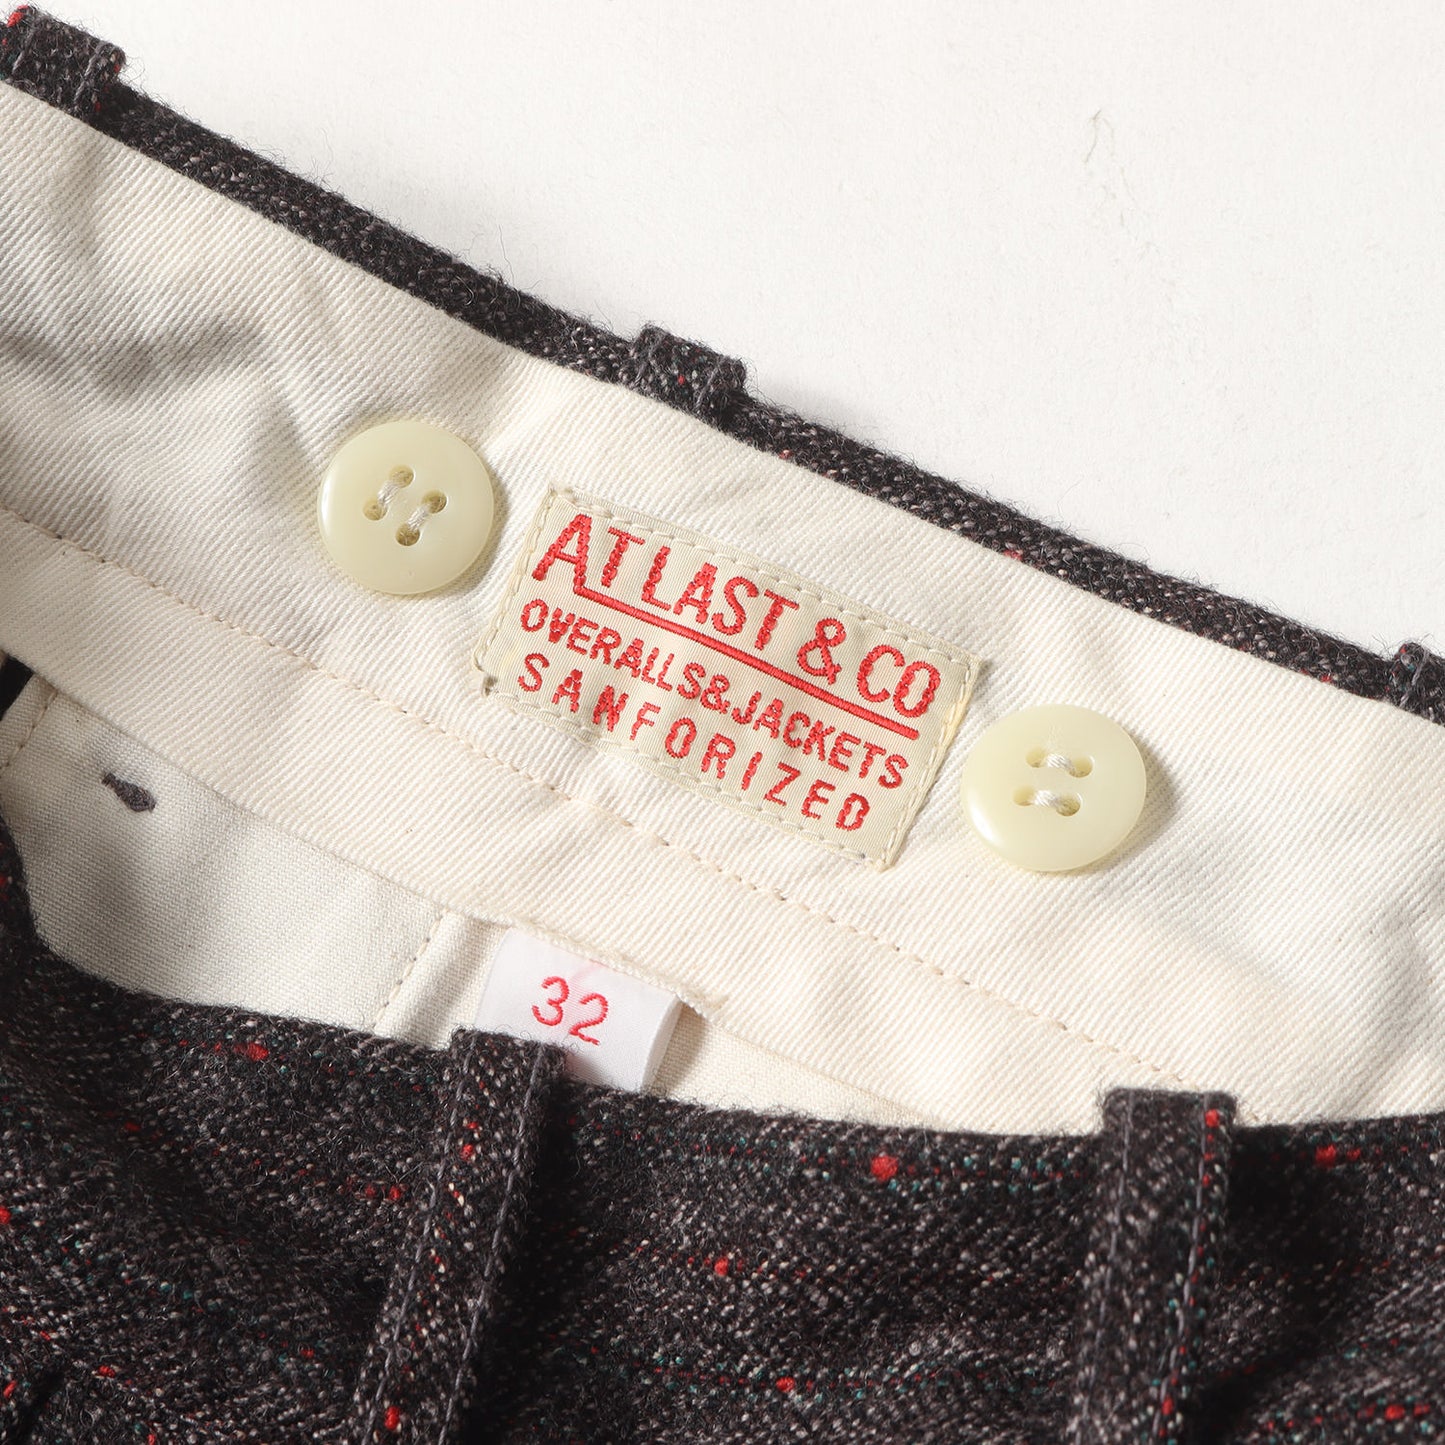 AT LAST & CO
OVERALLS&JACKETS
SANFORIZED
32